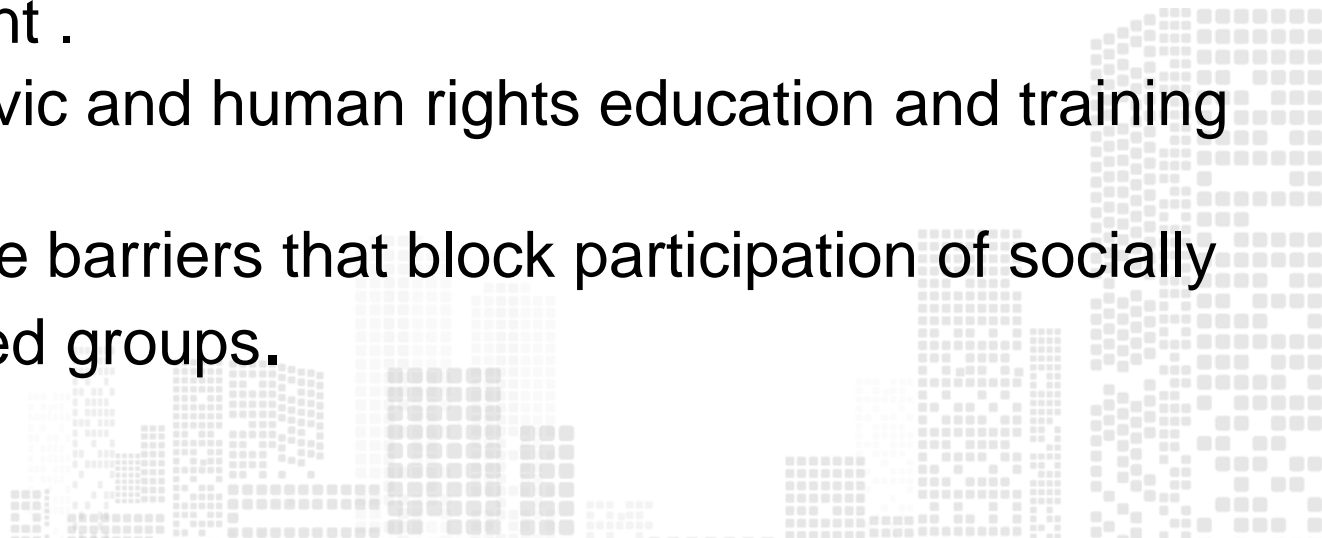 nt .
vic and human rights education and training
e barriers that block participation of socially
ed groups.